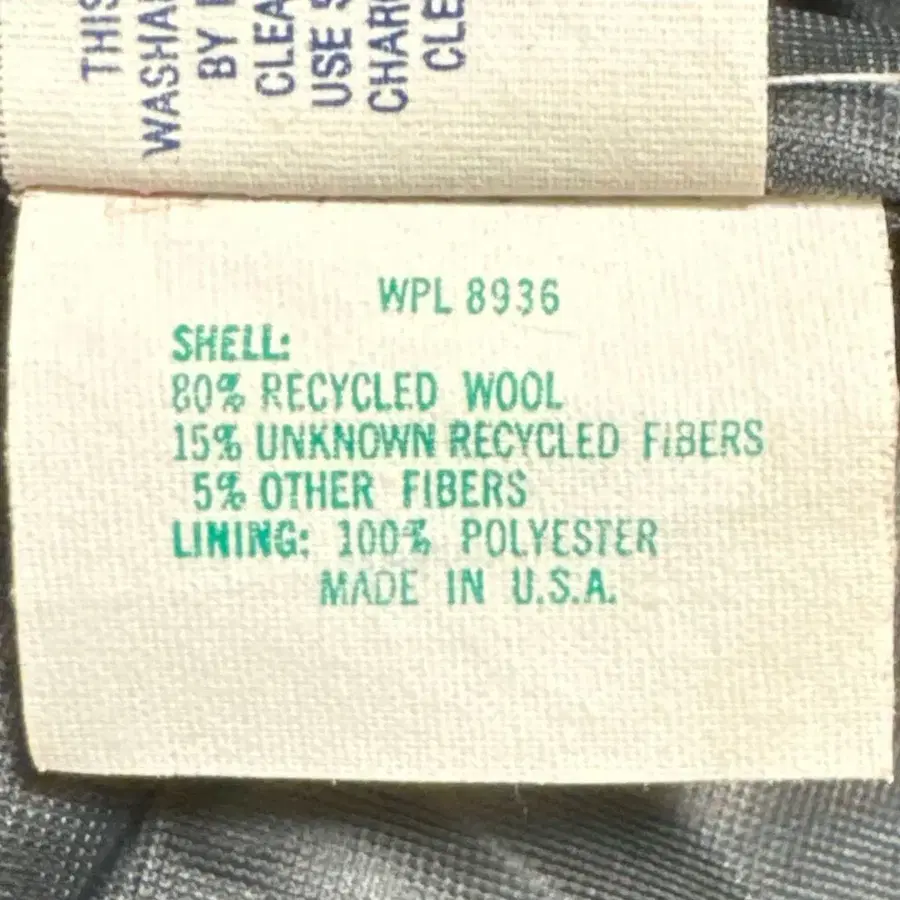 THIS
WASHA
BY
CLEA
USE S
CHAR
CLE
WPL 8936
SHELL:
80% RECYCLED WOOL
15% UNKNOWN RECYCLED FIBERS
5% OTHER FIBERS
LINING: 100% POLYESTER
MADE IN U.S.A.